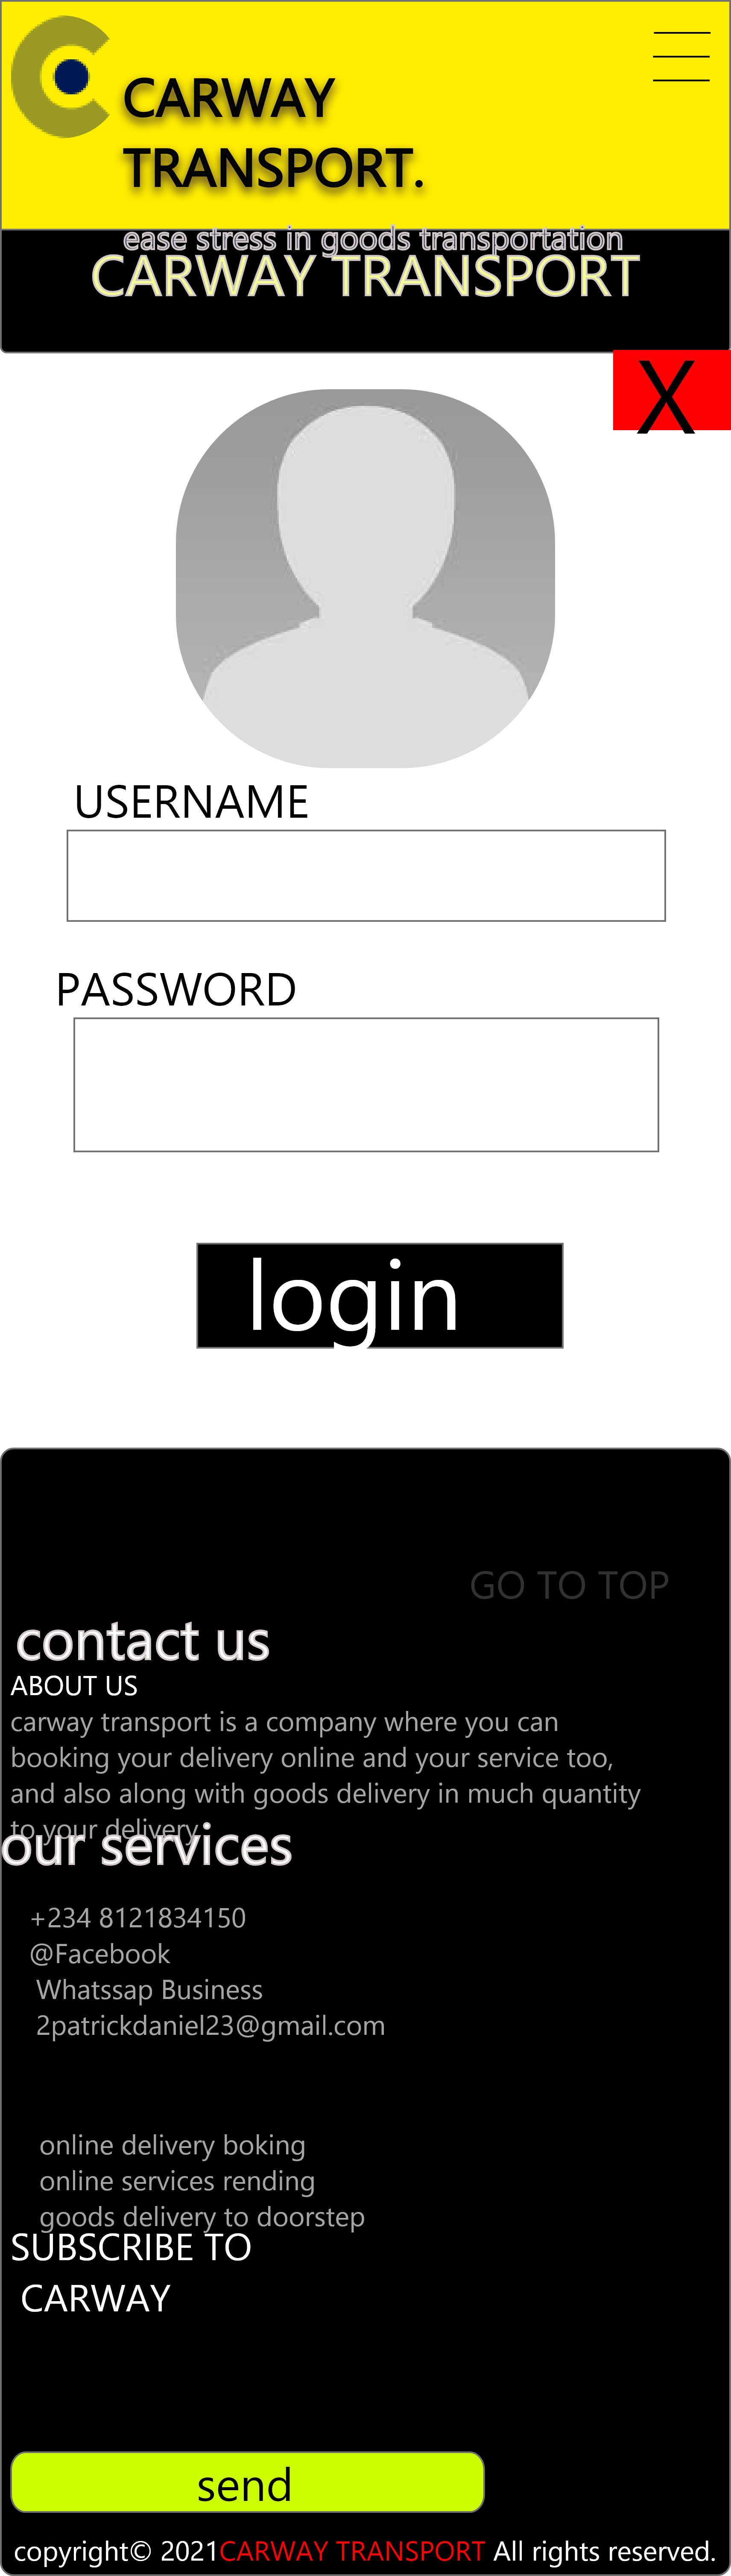 CARWAY
TRANSPORT.
ease stress in goods transportation
CARWAY TRANSPORT
X
USERNAME
PASSWORD
login
GO TO TOP
contact us
ABOUT US
carway transport is a company where you can
booking your delivery online and your service too,
and also along with goods delivery in much quantity
to your delivery
our services
+234 8121834150
@Facebook
Whatssap Business
2patrickdaniel23@gmail.com
online delivery boking
online services rending
goods delivery to doorstep
SUBSCRIBE TO
CARWAY
send
copyright© 2021CARWAY TRANSPORT All rights reserved.